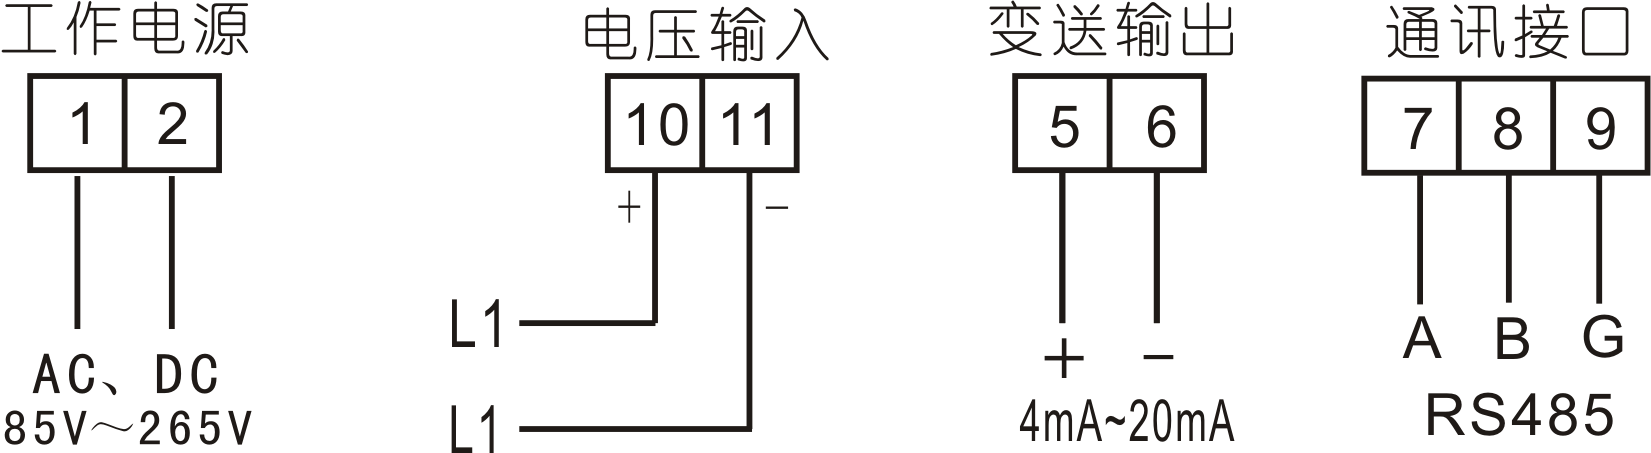 工作电源 电压输入 变送输出 通讯接口
1 2 10 11 5 6 7 8 9
+ − 
L1
L1
AC、DC
85V～265V
+ −
4mA~20mA
A B G
RS485